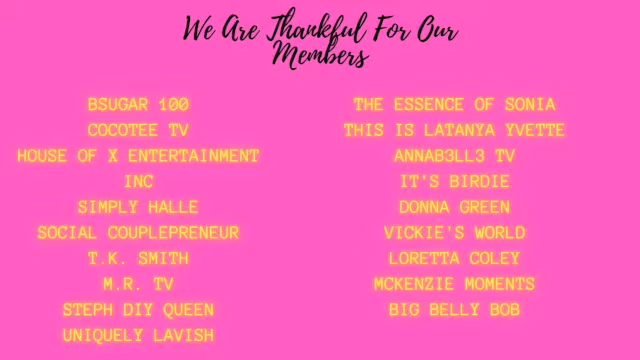 We Are Thankful For Our
Members
BSUGAR 100
COCOTEE TV
HOUSE OF X ENTERTAINMENT
INC
SIMPLY HALLE
SOCIAL COUPLEPRENEUR
T.K. SMITH
M.R. TV
STEPH DIY QUEEN
UNIQUELY LAVISH
THE ESSENCE OF SONIA
THIS IS LATANYA YVETTE
ANNAB3LL3 TV
IT'S BIRDIE
DONNA GREEN
VICKIE'S WORLD
LORETTA COLEY
MCKENZIE MOMENTS
BIG BELLY BOB